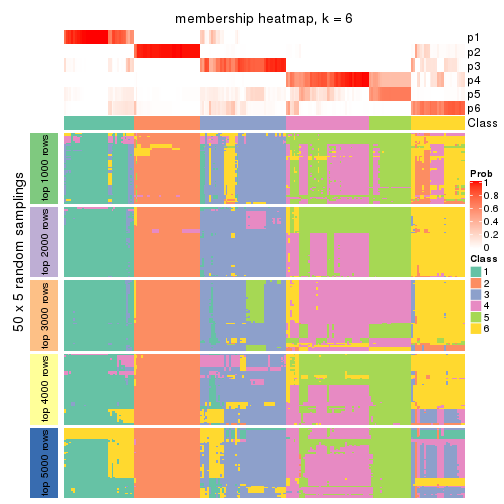 membership heatmap, k = 6
p1
p2
p3
p4
p5
p6
Class
50 x 5 random samplings
top 1000 rows
top 2000 rows
top 3000 rows
top 4000 rows
top 5000 rows
Prob
1
0.8
0.6
0.4
0.2
0
Class
1
2
3
4
5
6